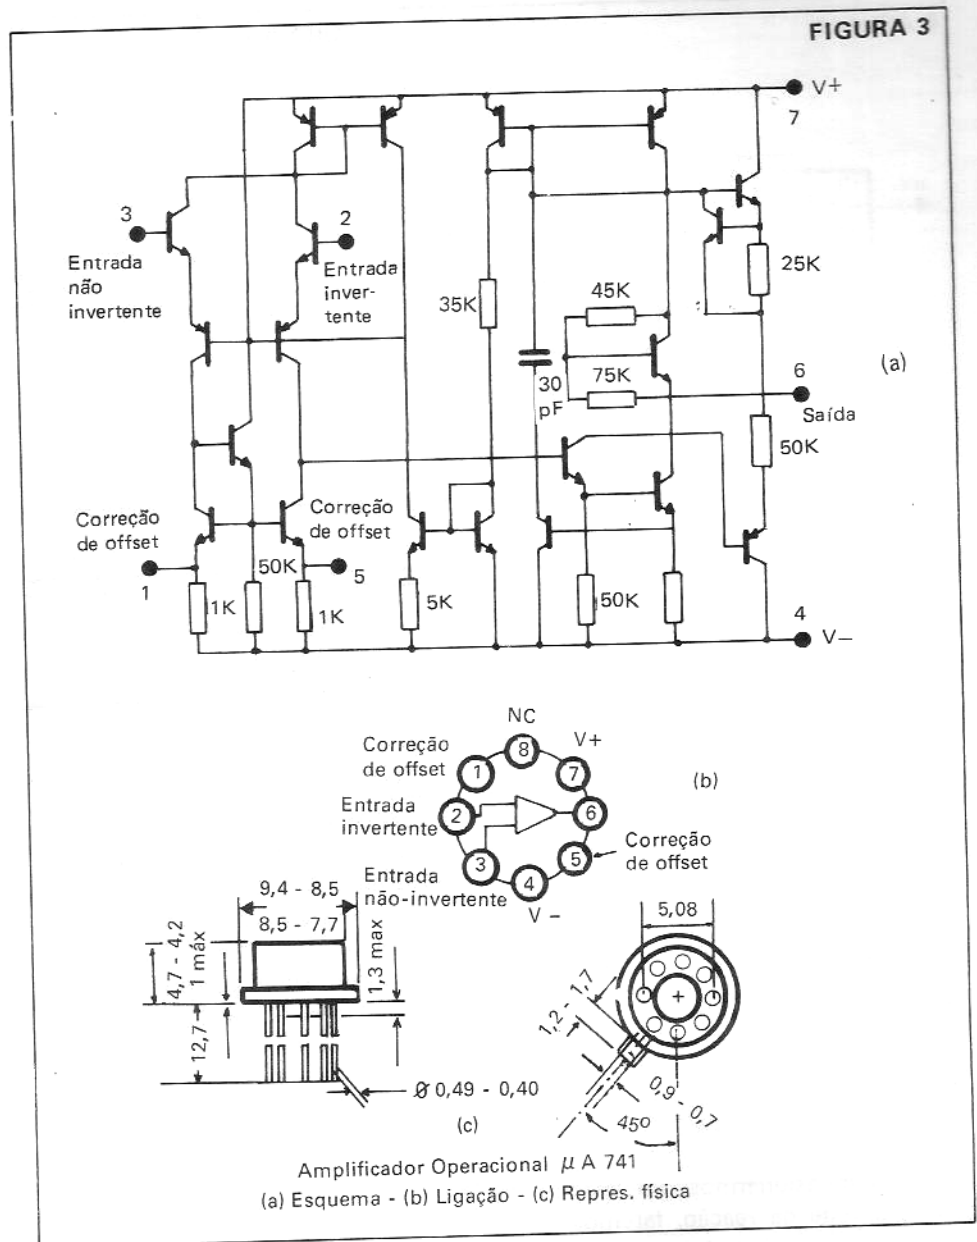 FIGURA 3
V+
7
3
2
Entrada
não
invertente
Entrada
inver-
tente
35K
45K
25K
30
pF
75K
6
Saída
(a)
50K
Correção
de offset
Correção
de offset
1
1K
50K
1K
5
5K
50K
4
V−
NC
8
V+
Correção
de offset
1
7
(b)
Entrada
invertente
2
6
3
5
Correção
de offset
Entrada
não-invertente
4
V −
9,4 - 8,5
8,5 - 7,7
4,7 - 4,2
1 máx
1,3 max
12,7
5,08
1,2 - 1,7
Ø 0,49 - 0,40
0,9 - 0,7
45º
(c)
Amplificador Operacional μ A 741
(a) Esquema - (b) Ligação - (c) Repres. física